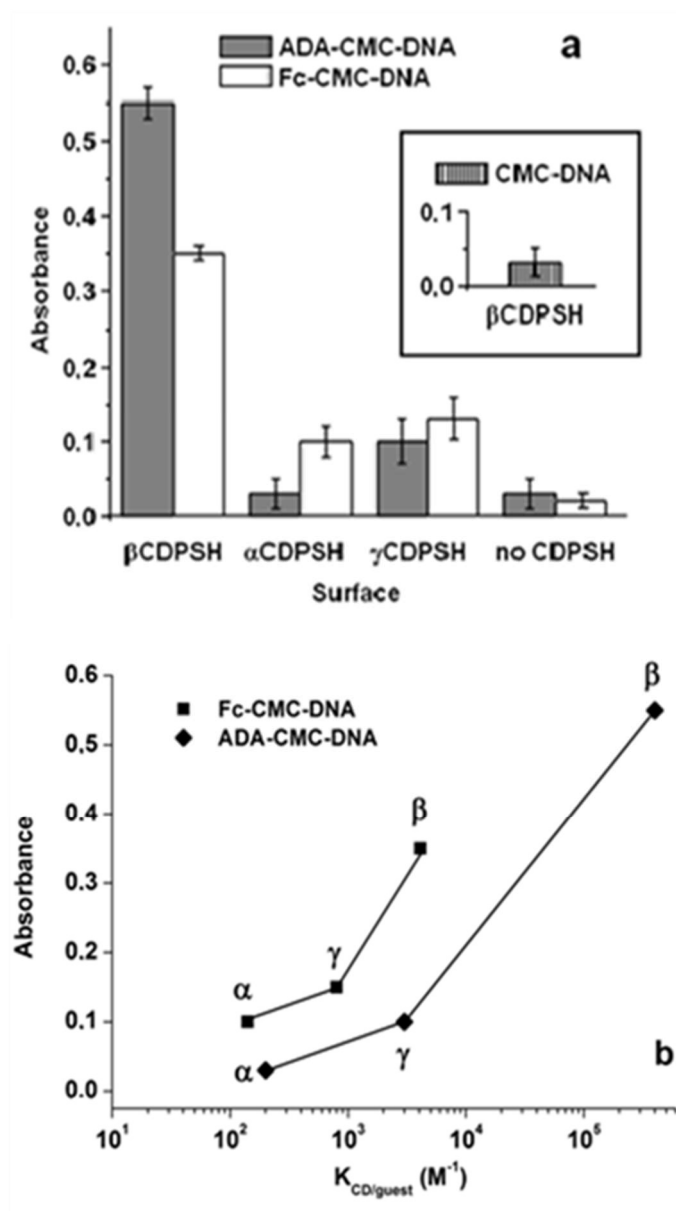 a
ADA-CMC-DNA
Fc-CMC-DNA
CMC-DNA
0.1
0.0
βCDPSH
0.6
0.5
0.4
0.3
0.2
0.1
0.0
Absorbance
βCDPSH αCDPSH γCDPSH no CDPSH
Surface
b
Fc-CMC-DNA
ADA-CMC-DNA
β
β
γ
α
α
γ
0.6
0.5
0.4
0.3
0.2
0.1
0.0
Absorbance
10¹ 10² 10³ 10⁴ 10⁵
K_CD/guest (M⁻¹)